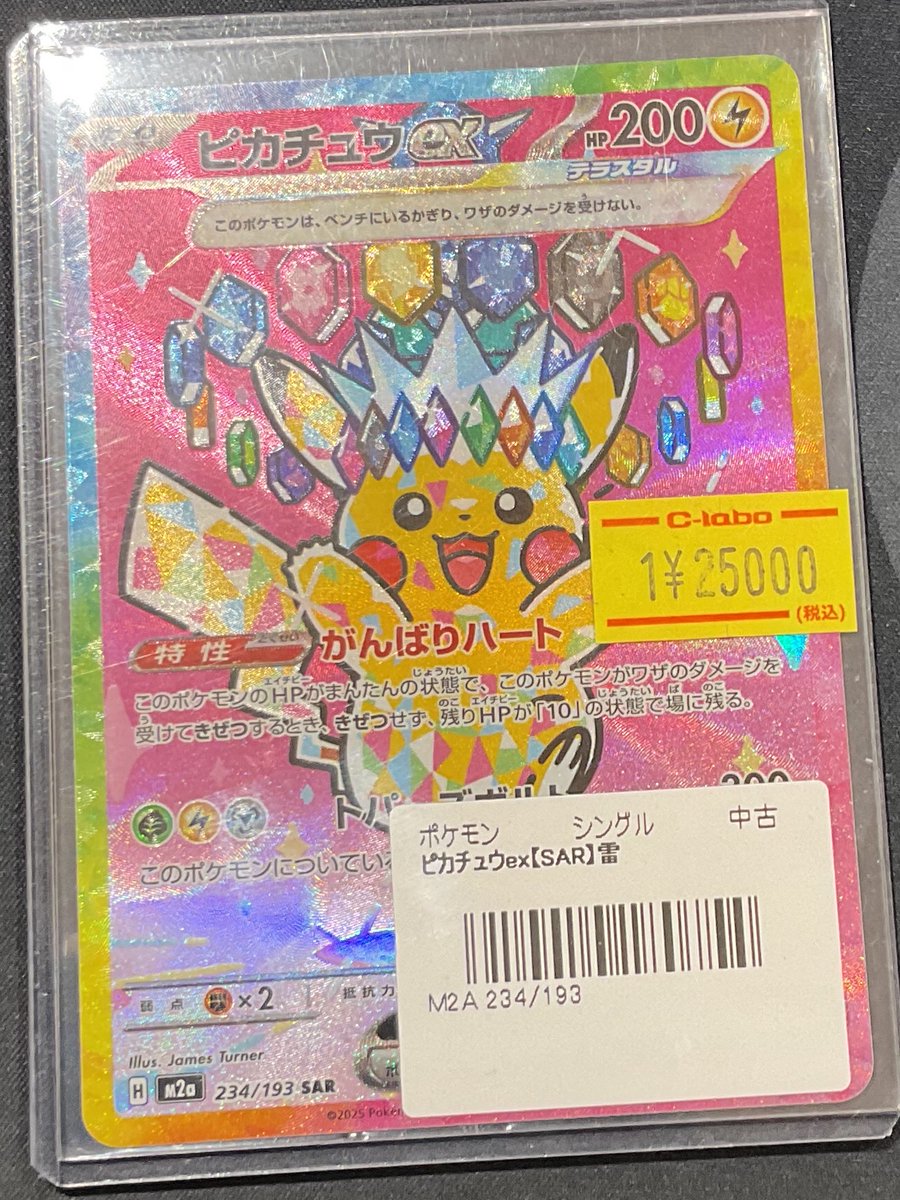 ピカチュウex HP200
テラスタル
このポケモンは、ベンチにいるかぎり、ワザのダメージを受けない。
C-labo
1¥25000
(税込)
特性 がんばりハート
このポケモンのHPがまんたんの状態で、このポケモンがワザのダメージを
受けてきぜつするとき、きぜつせず、残りHPが「10」の状態で場に残る。
このポケモンについている
ポケモン シングル 中古
ピカチュウex【SAR】雷
M2A 234/193
弱点 ×2 抵抗力
Illus. James Turner
H M2a 234/193 SAR
©2025 Poké